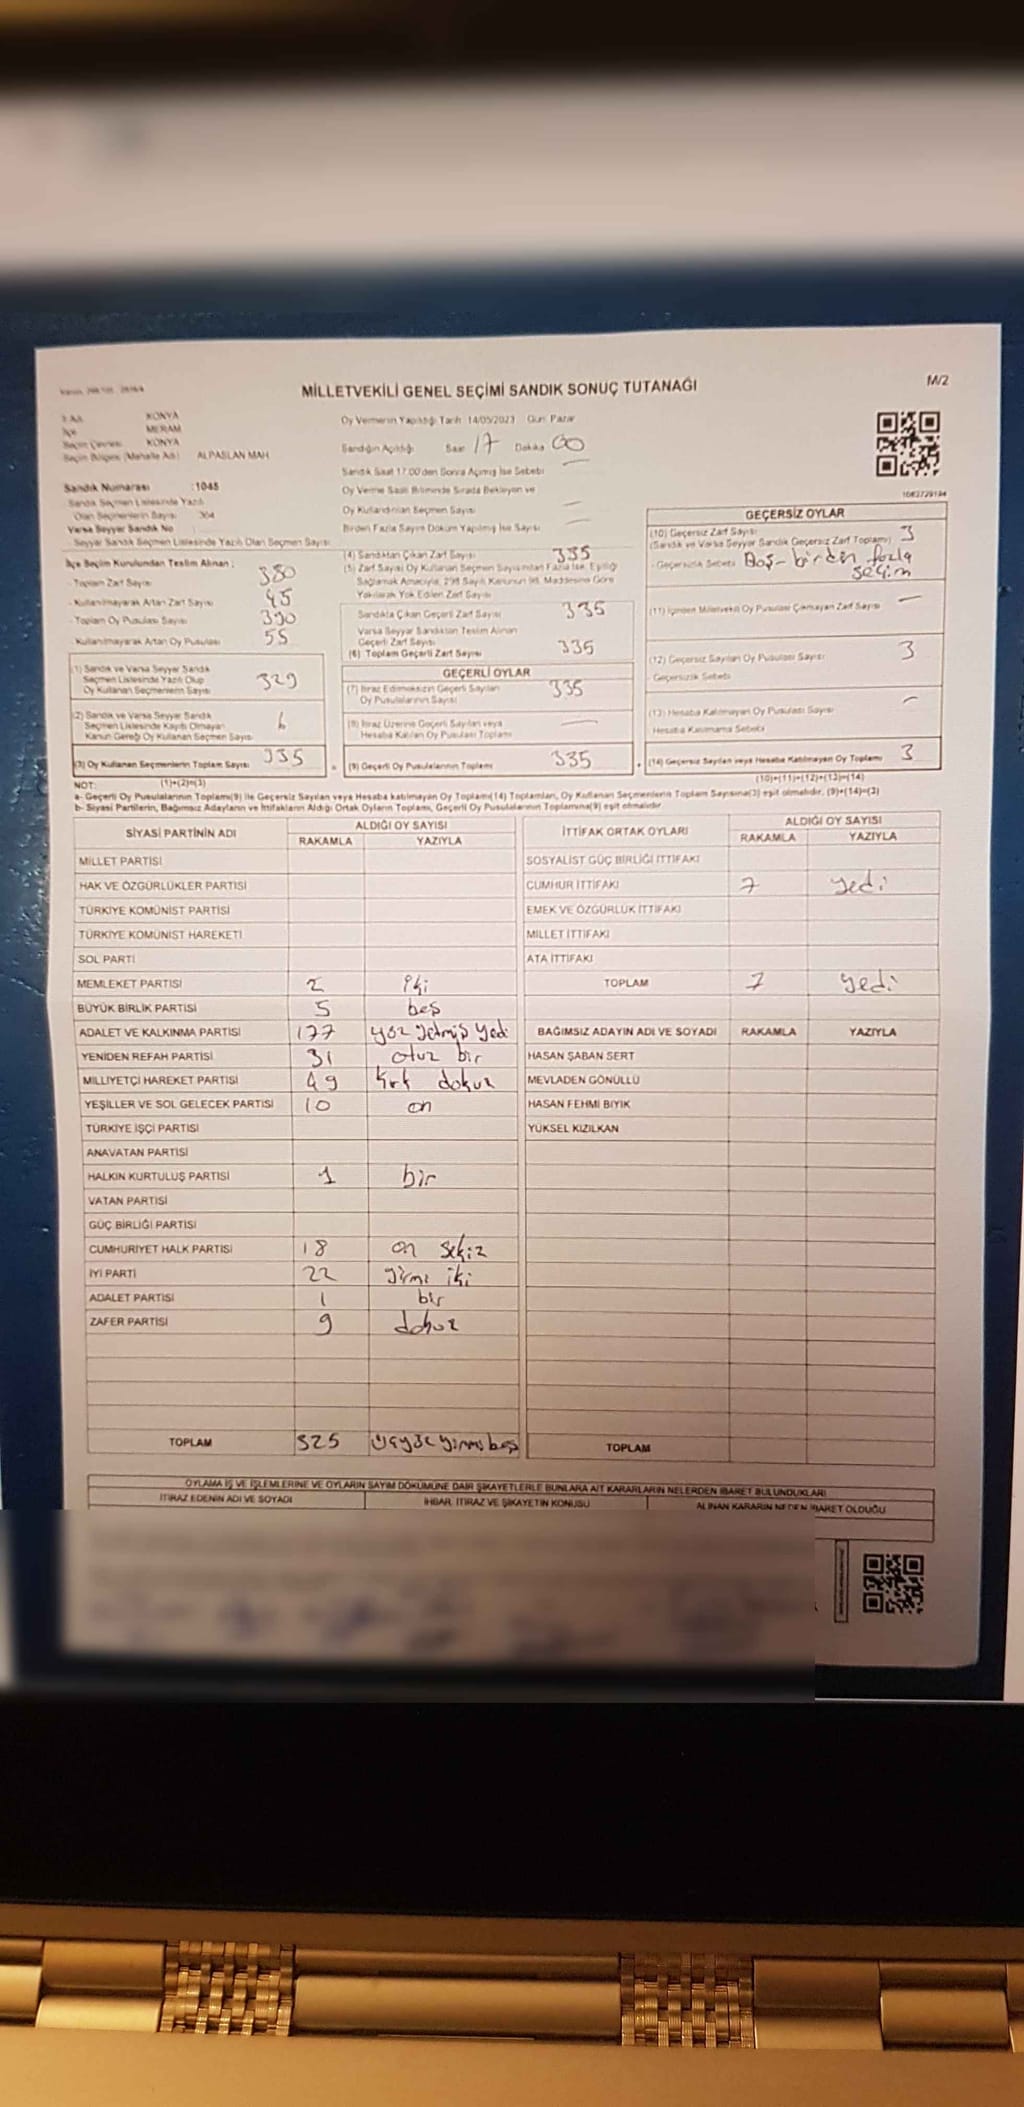 MİLLETVEKİLİ GENEL SEÇİMİ SANDIK SONUÇ TUTANAĞI
M/2
KONYA
İlçe MERAM
Seçim Çevresi KONYA
Seçim Bölgesi (Mahalle Adı) ALPASLAN MAH
Sandık Numarası : 1045
Sandık Seçmen Listesinde Yazılı
Olan Seçmenlerin Sayısı 364
Varsa Seyyar Sandık No
Seyyar Sandık Seçmen Listesinde Yazılı Olan Seçmen Sayısı
İlçe Seçim Kurulundan Teslim Alınan :
- Toplam Zarf Sayısı 380
- Kullanılmayarak Artan Zarf Sayısı 45
- Toplam Oy Pusulası Sayısı 390
- Kullanılmayarak Artan Oy Pusulası 55
(1) Sandık ve Varsa Seyyar Sandık
Seçmen Listesinde Yazılı Olup
Oy Kullanan Seçmenlerin Sayısı 329
(2) Sandık ve Varsa Seyyar Sandık
Seçmen Listesinde Kayıtlı Olmayan
Kanun Gereği Oy Kullanan Seçmen Sayısı 6
(3) Oy Kullanan Seçmenlerin Toplam Sayısı 335
(1)+(2)=(3)
Oy Vermenin Yapıldığı Tarih 14/05/2023 Gün Pazar
Sandığın Açıldığı Saat 17 Dakika 00
Sandık Saat 17.00'den Sonra Açılmış İse Sebebi —
Oy Verme Saati Bitiminde Sırada Bekleyen ve
Oy Kullandırılan Seçmen Sayısı —
Birden Fazla Sayım Döküm Yapılmış İse Sayısı —
(4) Sandıktan Çıkan Zarf Sayısı 335
(5) Zarf Sayısı Oy Kullanan Seçmen Sayısından Fazla İse, Eşitliği
Sağlamak Amacıyla, 298 Sayılı Kanunun 98. Maddesine Göre
Yakılarak Yok Edilen Zarf Sayısı
Sandıkta Çıkan Geçerli Zarf Sayısı 335
Varsa Seyyar Sandıktan Teslim Alınan
Geçerli Zarf Sayısı
(6) Toplam Geçerli Zarf Sayısı 335
GEÇERLİ OYLAR
(7) İtiraz Edilmeksizin Geçerli Sayılan
Oy Pusulalarının Sayısı 335
(8) İtiraz Üzerine Geçerli Sayılan veya
Hesaba Katılan Oy Pusulası Toplamı —
(9) Geçerli Oy Pusulalarının Toplamı 335
1083729194
GEÇERSİZ OYLAR
(10) Geçersiz Zarf Sayısı
(Sandık ve Varsa Seyyar Sandık Geçersiz Zarf Toplamı) 3
- Geçersizlik Sebebi Boş - birden fazla
seçim
(11) İçinden Milletvekili Oy Pusulası Çıkmayan Zarf Sayısı —
(12) Geçersiz Sayılan Oy Pusulası Sayısı 3
- Geçersizlik Sebebi
(13) Hesaba Katılmayan Oy Pusulası Sayısı —
Hesaba Katılmama Sebebi
(14) Geçersiz Sayılan veya Hesaba Katılmayan Oy Toplamı 3
(10)+(11)+(12)+(13)=(14)
NOT:
a- Geçerli Oy Pusulalarının Toplamı(9) ile Geçersiz Sayılan veya Hesaba katılmayan Oy Toplamı(14) Toplamları, Oy Kullanan Seçmenlerin Toplam Sayısına(3) eşit olmalıdır. (9)+(14)=(3)
b- Siyasi Partilerin, Bağımsız Adayların ve İttifakların Aldığı Ortak Oyların Toplamı, Geçerli Oy Pusulalarının Toplamına(9) eşit olmalıdır
SİYASİ PARTİNİN ADI ALDIĞI OY SAYISI
RAKAMLA YAZIYLA
MİLLET PARTİSİ
HAK VE ÖZGÜRLÜKLER PARTİSİ
TÜRKİYE KOMÜNİST PARTİSİ
TÜRKİYE KOMÜNİST HAREKETİ
SOL PARTİ
MEMLEKET PARTİSİ 2 iki
BÜYÜK BİRLİK PARTİSİ 5 beş
ADALET VE KALKINMA PARTİSİ 177 yüz yetmiş yedi
YENİDEN REFAH PARTİSİ 31 otuz bir
MİLLİYETÇİ HAREKET PARTİSİ 49 kırk dokuz
YEŞİLLER VE SOL GELECEK PARTİSİ 10 on
TÜRKİYE İŞÇİ PARTİSİ
ANAVATAN PARTİSİ
HALKIN KURTULUŞ PARTİSİ 1 bir
VATAN PARTİSİ
GÜÇ BİRLİĞİ PARTİSİ
CUMHURİYET HALK PARTİSİ 18 on sekiz
İYİ PARTİ 22 yirmi iki
ADALET PARTİSİ 1 bir
ZAFER PARTİSİ 9 dokuz
TOPLAM 325 üçyüz yirmi beş
İTTİFAK ORTAK OYLARI ALDIĞI OY SAYISI
RAKAMLA YAZIYLA
SOSYALİST GÜÇ BİRLİĞİ İTTİFAKI
CUMHUR İTTİFAKI 7 yedi
EMEK VE ÖZGÜRLÜK İTTİFAKI
MİLLET İTTİFAKI
ATA İTTİFAKI
TOPLAM 7 yedi
BAĞIMSIZ ADAYIN ADI VE SOYADI RAKAMLA YAZIYLA
HASAN ŞABAN SERT
MEVLADEN GÖNÜLLÜ
HASAN FEHMİ BIYIK
YÜKSEL KIZILKAN
TOPLAM
OYLAMA İŞ VE İŞLEMLERİNE VE OYLARIN SAYIM DÖKÜMÜNE DAİR ŞİKAYETLERLE BUNLARA AİT KARARLARIN NELERDEN İBARET BULUNDUKLARI
İTİRAZ EDENİN ADI VE SOYADI İHBAR, İTİRAZ VE ŞİKAYETİN KONUSU ALINAN KARARIN NEDEN İBARET OLDUĞU